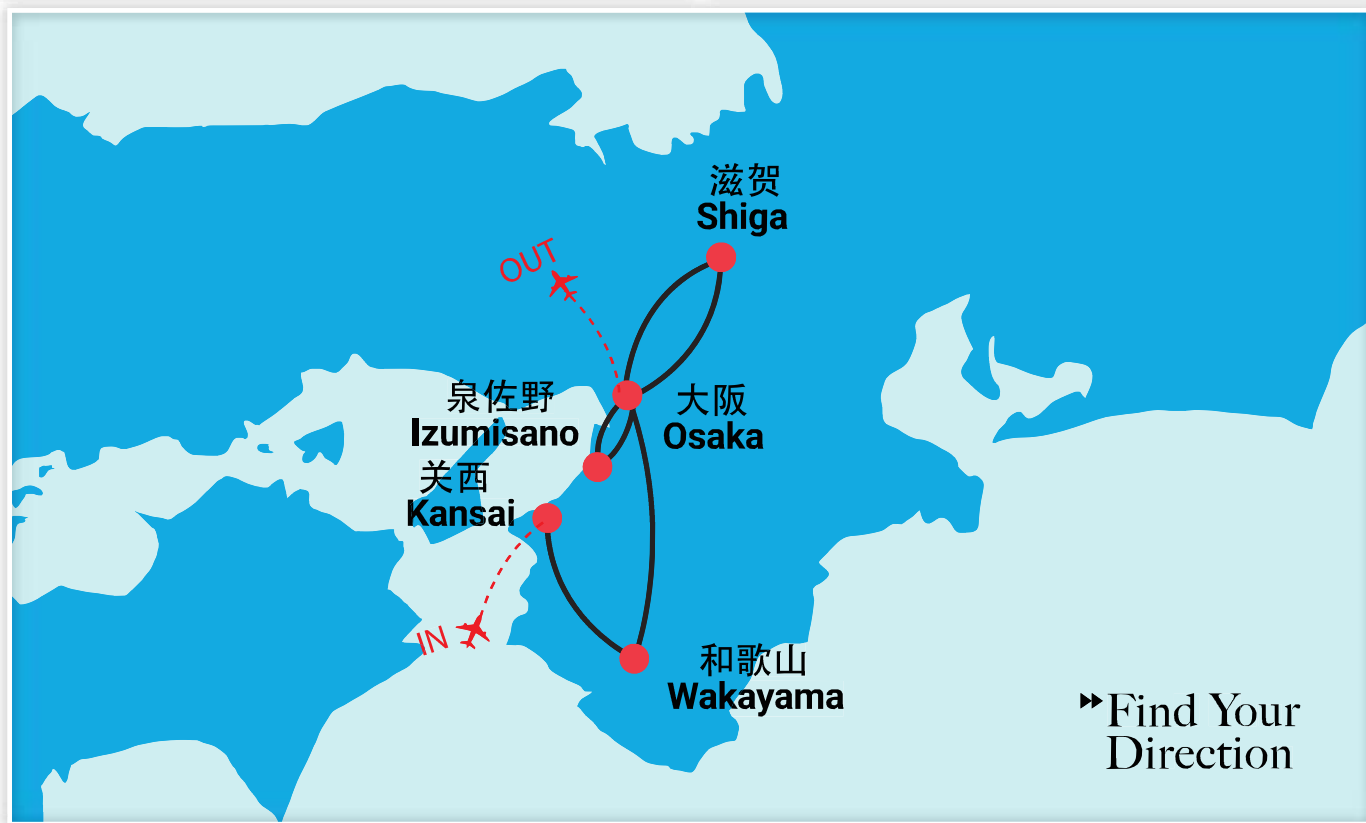 滋贺
Shiga
OUT
泉佐野
Izumisano
大阪
Osaka
关西
Kansai
IN
和歌山
Wakayama
Find Your
Direction